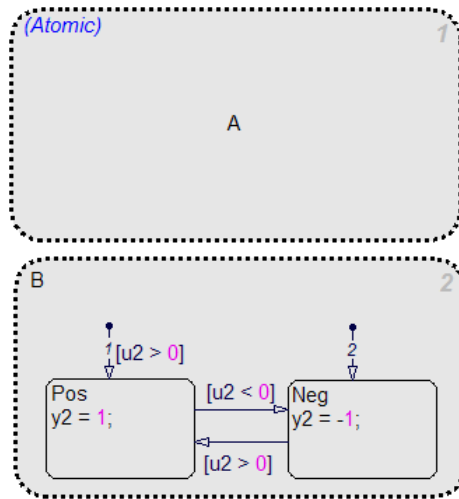 (Atomic)
1
A
B
2
1
[u2 > 0]
2
Pos
y2 = 1;
[u2 < 0]
Neg
y2 = -1;
[u2 > 0]